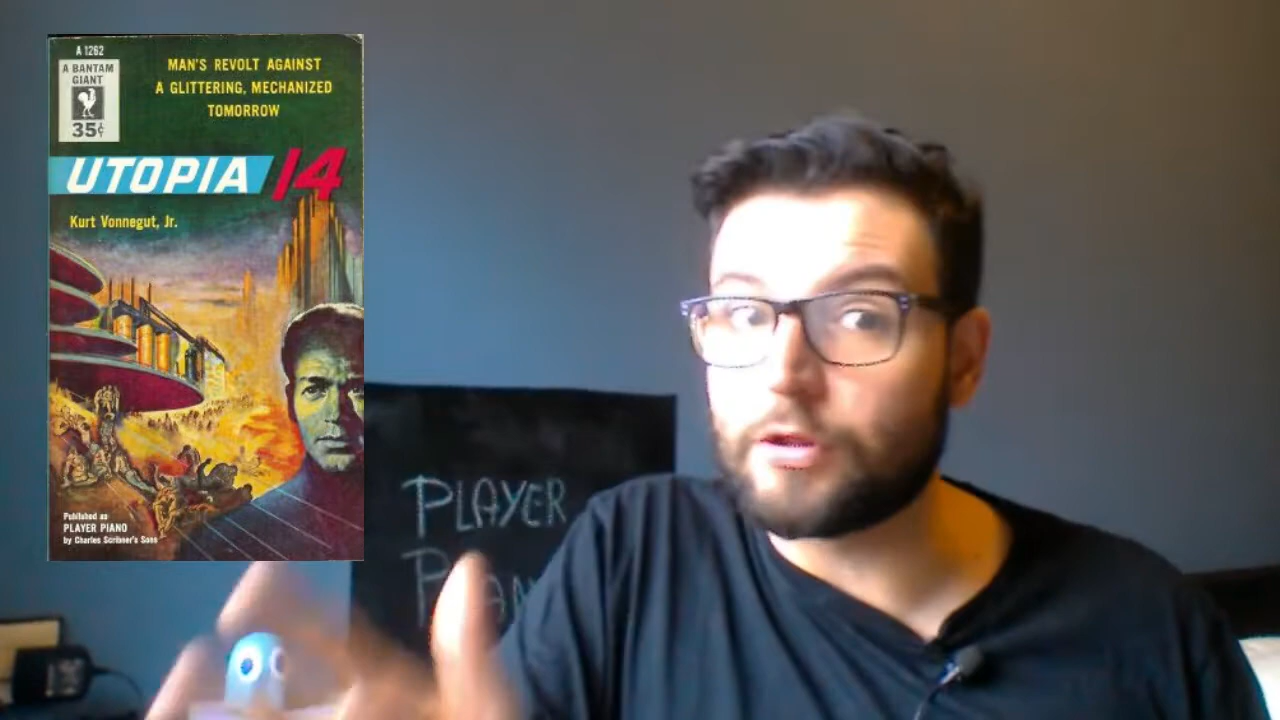 A 1262
A BANTAM
GIANT
35¢
MAN'S REVOLT AGAINST
A GLITTERING, MECHANIZED
TOMORROW
UTOPIA 14
Kurt Vonnegut, Jr.
Published as
PLAYER PIANO
by Charles Scribner's Sons
PLAYER